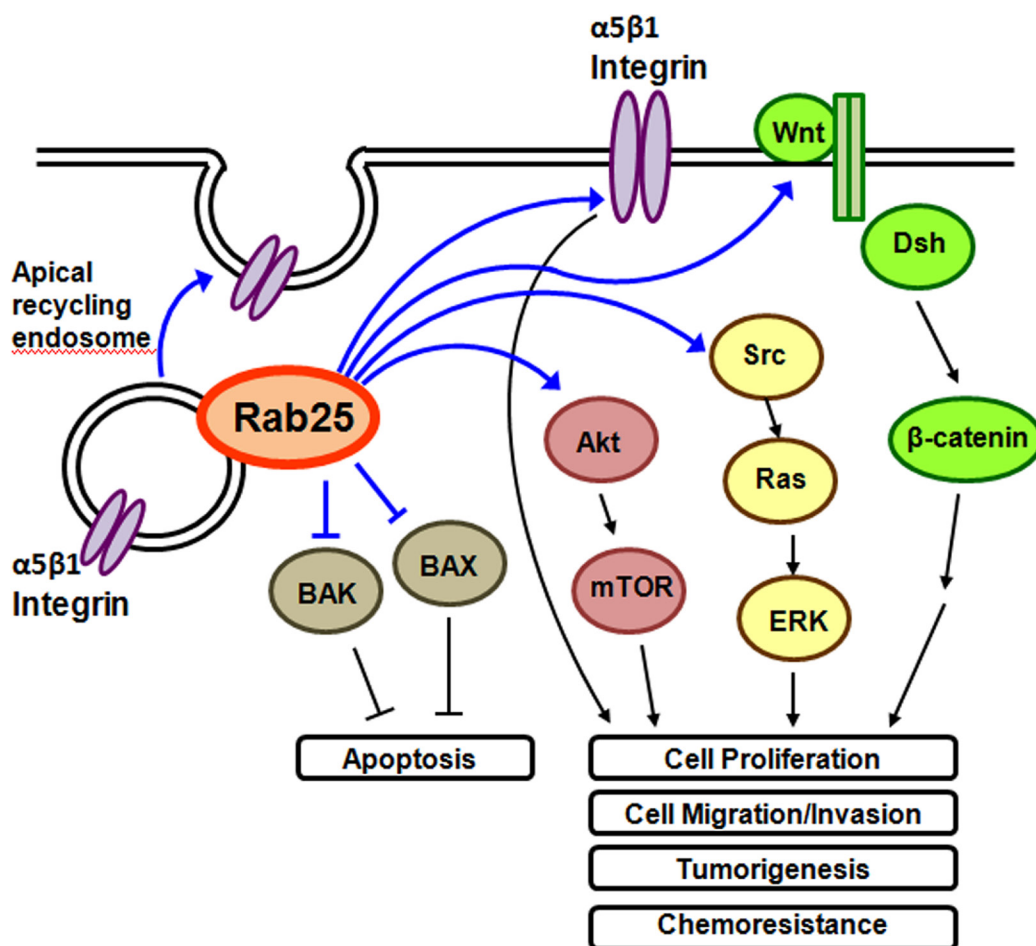 α5β1
Integrin
Wnt
Dsh
Apical
recycling
endosome
Src
Rab25
Akt
β-catenin
Ras
α5β1
Integrin
BAK
BAX
mTOR
ERK
Apoptosis
Cell Proliferation
Cell Migration/Invasion
Tumorigenesis
Chemoresistance